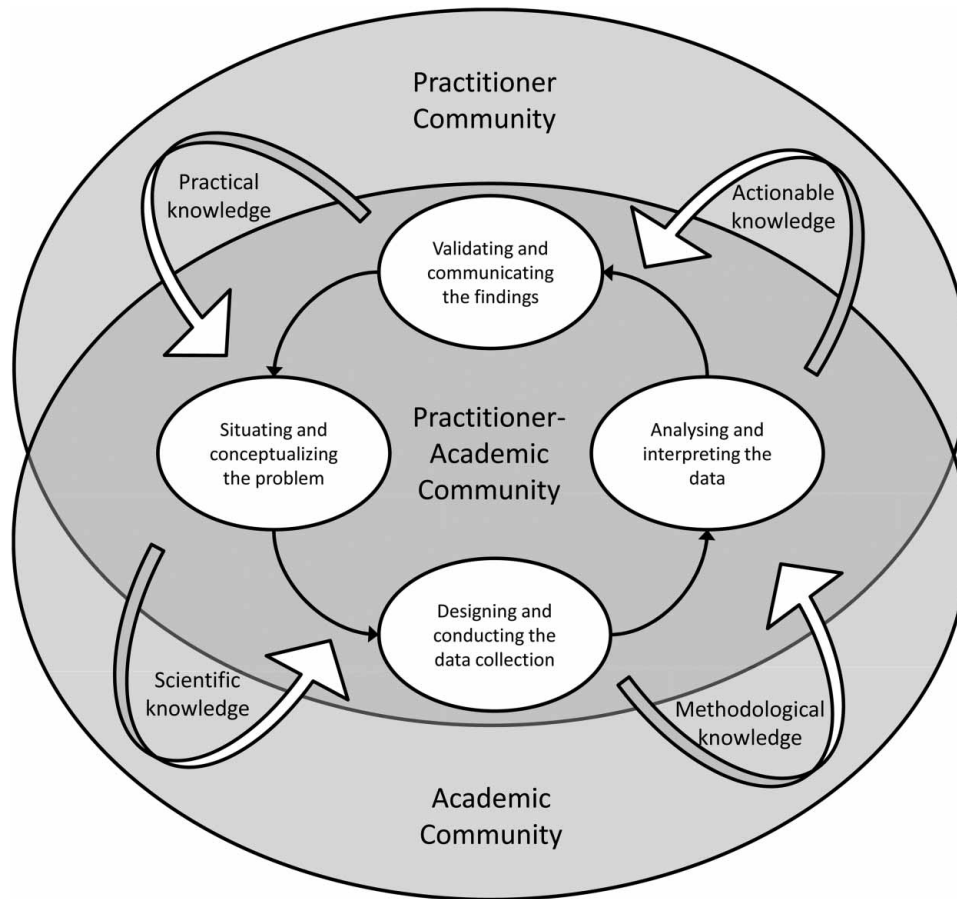 Practitioner
Community
Practical
knowledge
Actionable
knowledge
Validating and
communicating
the findings
Situating and
conceptualizing
the problem
Practitioner-
Academic
Community
Analysing and
interpreting the
data
Designing and
conducting the
data collection
Scientific
knowledge
Methodological
knowledge
Academic
Community